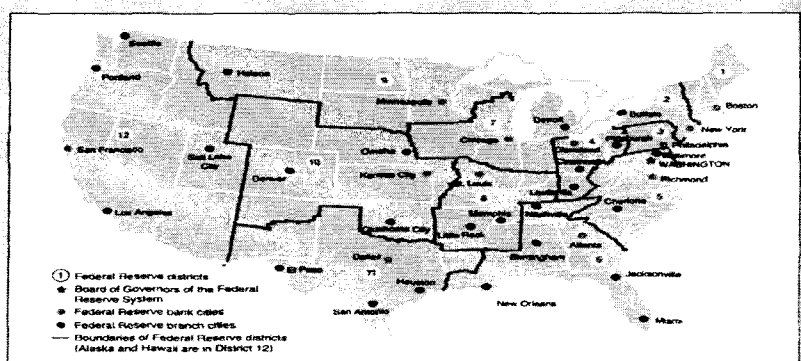 Seattle
Portland
Helena
9
Minneapolis
1
2
Boston
Buffalo
New York
Detroit
7
Chicago
4
3
Philadelphia
Baltimore
WASHINGTON
Richmond
12
San Francisco
Salt Lake
City
Omaha
Denver
10
Kansas City
St. Louis
8
Louisville
Charlotte
5
Los Angeles
Oklahoma City
Memphis
Nashville
Little Rock
Atlanta
Birmingham
6
Dallas
11
El Paso
Houston
San Antonio
New Orleans
Jacksonville
Miami
1 Federal Reserve districts
Board of Governors of the Federal
Reserve System
Federal Reserve bank cities
Federal Reserve branch cities
Boundaries of Federal Reserve districts
(Alaska and Hawaii are in District 12)